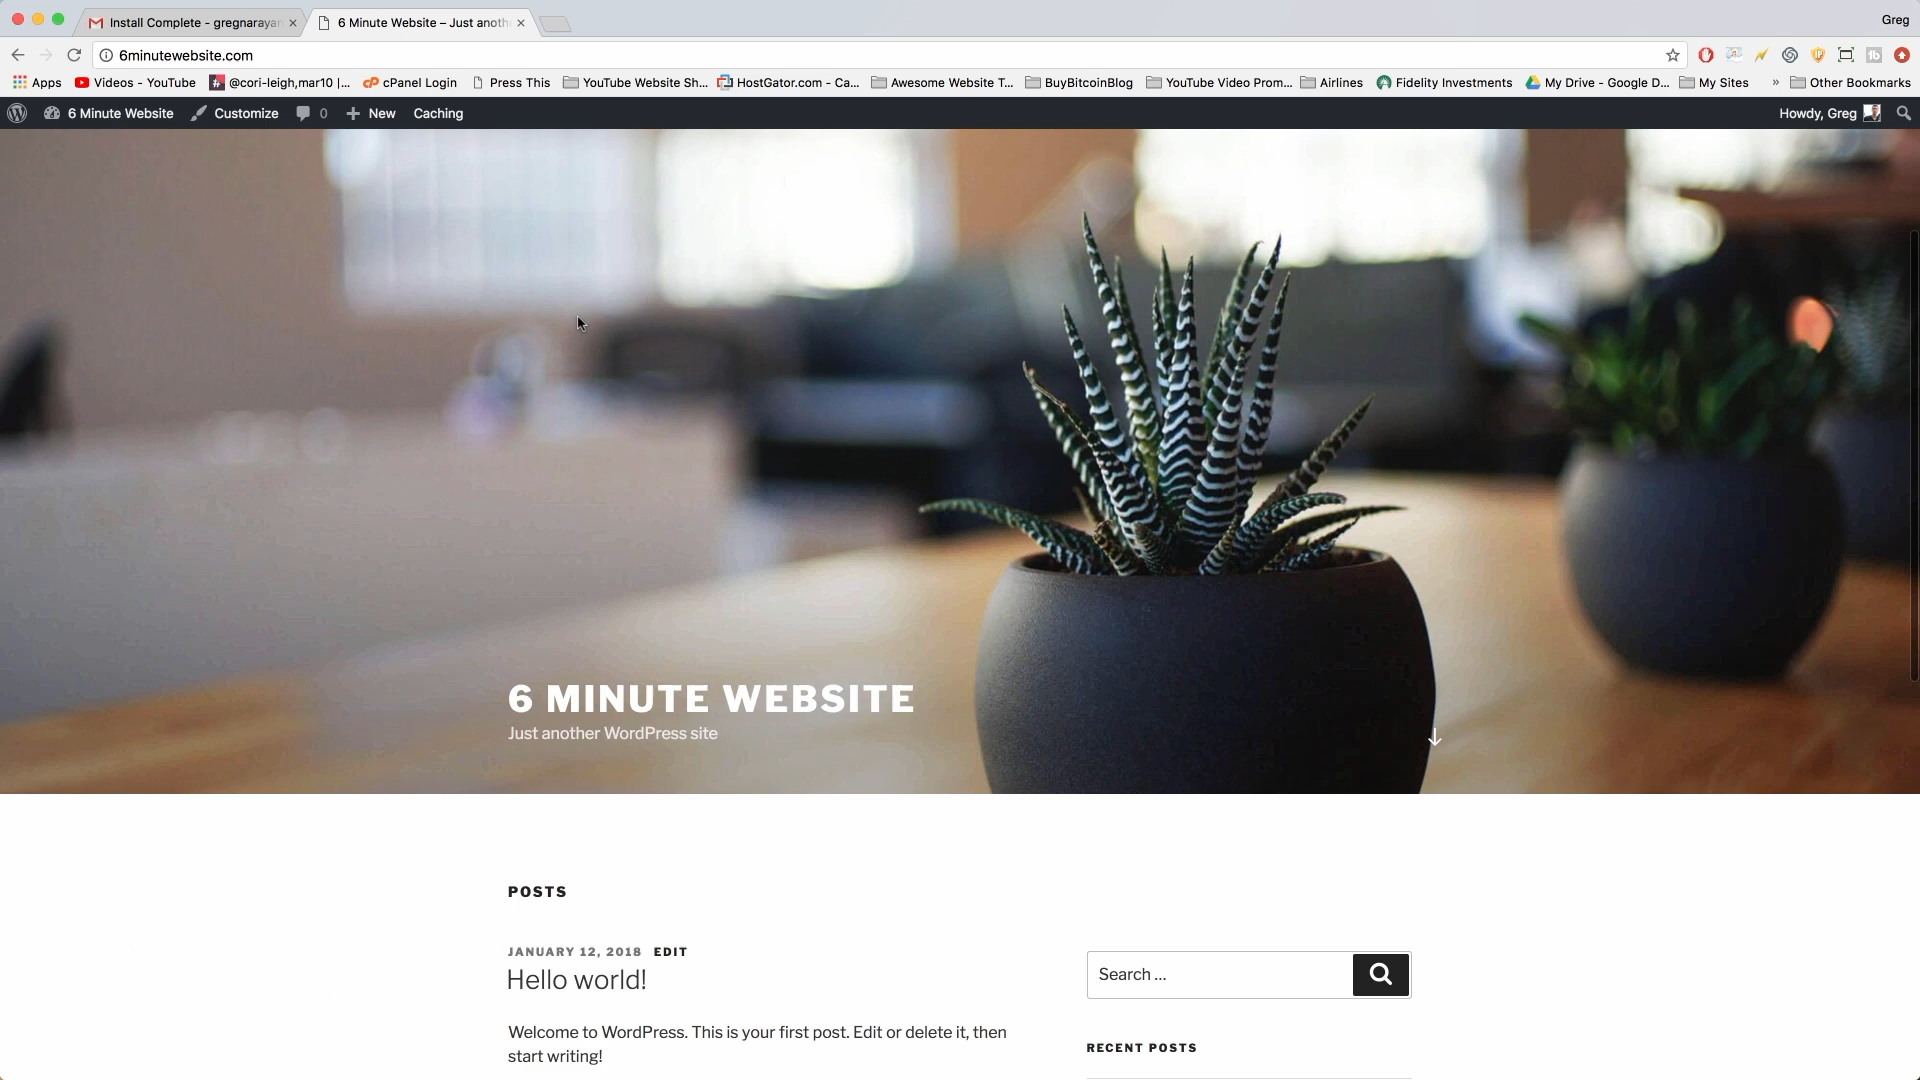 Greg
Install Complete - gregnarayan
6 Minute Website – Just anoth
6minutewebsite.com
Apps
Videos - YouTube
@cori-leigh,mar10 |...
cP cPanel Login
Press This
YouTube Website Sh...
HostGator.com - Ca...
Awesome Website T...
BuyBitcoinBlog
YouTube Video Prom...
Airlines
Fidelity Investments
My Drive - Google D...
My Sites
»
Other Bookmarks
6 Minute Website
Customize
0
New
Caching
Howdy, Greg
6 MINUTE WEBSITE
Just another WordPress site
POSTS
JANUARY 12, 2018 EDIT
Hello world!
Welcome to WordPress. This is your first post. Edit or delete it, then
start writing!
Search ...
RECENT POSTS